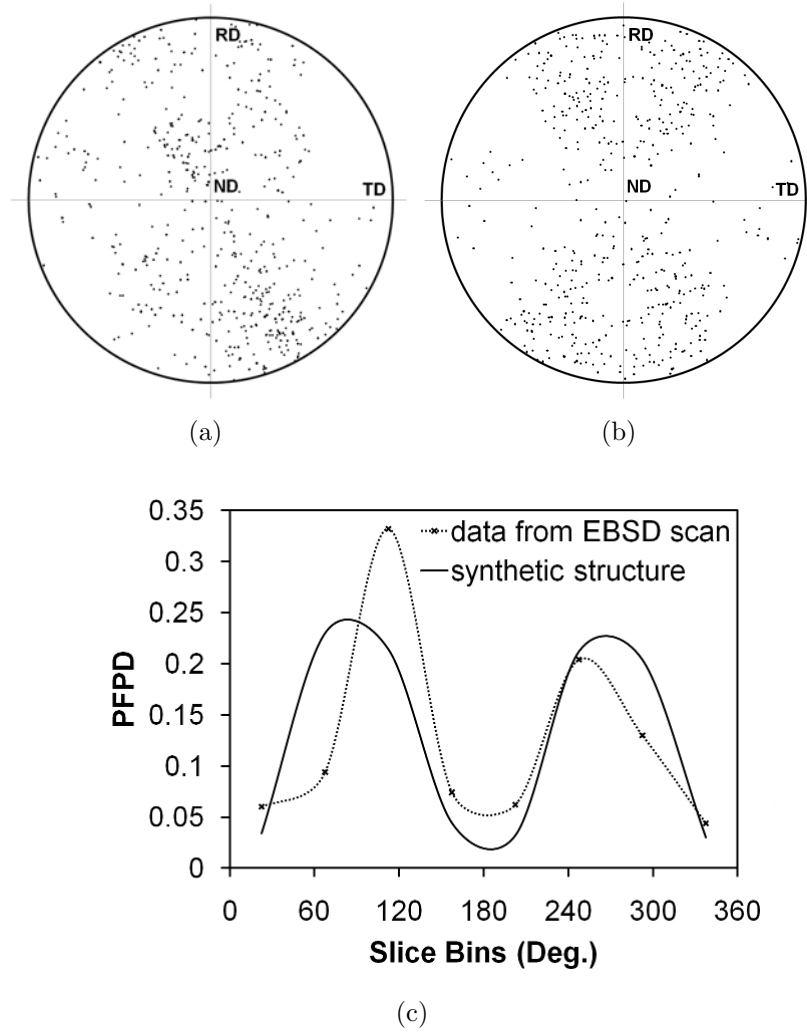 RD
ND
TD
(a)
RD
ND
TD
(b)
0.35
0.3
0.25
0.2
0.15
0.1
0.05
0
PFPD
data from EBSD scan
synthetic structure
0 60 120 180 240 300 360
Slice Bins (Deg.)
(c)